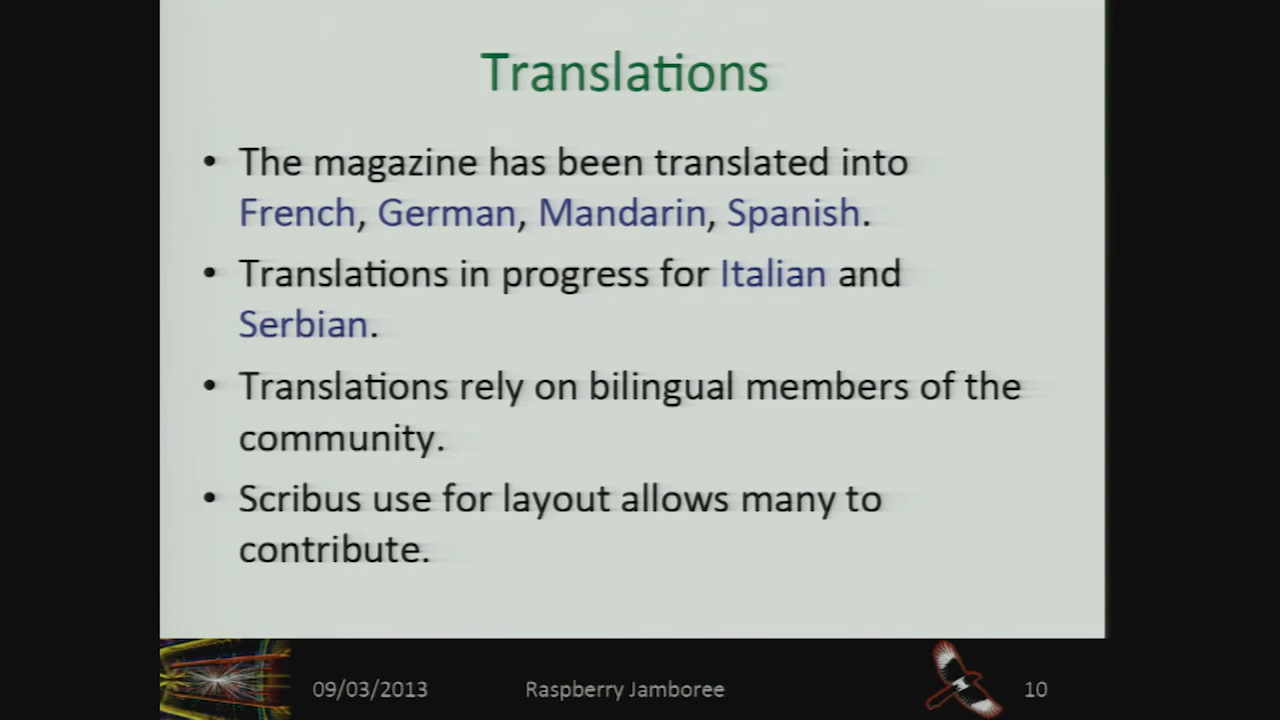 Translations
• The magazine has been translated into
French, German, Mandarin, Spanish.
• Translations in progress for Italian and
Serbian.
• Translations rely on bilingual members of the
community.
• Scribus use for layout allows many to
contribute.
09/03/2013
Raspberry Jamboree
10